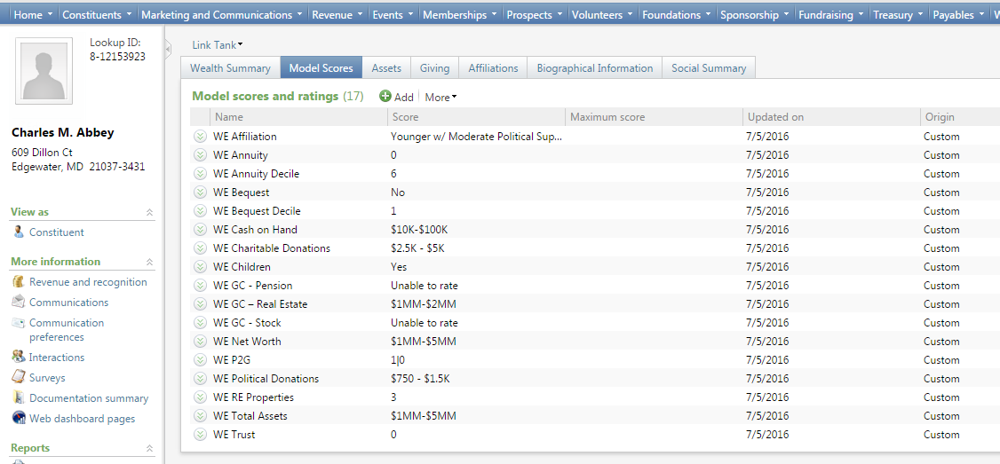 Home Constituents Marketing and Communications Revenue Events Memberships Prospects Volunteers Foundations Sponsorship Fundraising Treasury Payables
Lookup ID:
8-12153923
Charles M. Abbey
609 Dillon Ct
Edgewater, MD 21037-3431
View as
Constituent
More information
Revenue and recognition
Communications
Communication
preferences
Interactions
Surveys
Documentation summary
Web dashboard pages
Reports
Link Tank
Wealth Summary Model Scores Assets Giving Affiliations Biographical Information Social Summary
Model scores and ratings (17) Add More
Name Score Maximum score Updated on Origin
WE Affiliation Younger w/ Moderate Political Sup... 7/5/2016 Custom
WE Annuity 0 7/5/2016 Custom
WE Annuity Decile 6 7/5/2016 Custom
WE Bequest No 7/5/2016 Custom
WE Bequest Decile 1 7/5/2016 Custom
WE Cash on Hand $10K-$100K 7/5/2016 Custom
WE Charitable Donations $2.5K - $5K 7/5/2016 Custom
WE Children Yes 7/5/2016 Custom
WE GC - Pension Unable to rate 7/5/2016 Custom
WE GC – Real Estate $1MM-$2MM 7/5/2016 Custom
WE GC - Stock Unable to rate 7/5/2016 Custom
WE Net Worth $1MM-$5MM 7/5/2016 Custom
WE P2G 1|0 7/5/2016 Custom
WE Political Donations $750 - $1.5K 7/5/2016 Custom
WE RE Properties 3 7/5/2016 Custom
WE Total Assets $1MM-$5MM 7/5/2016 Custom
WE Trust 0 7/5/2016 Custom